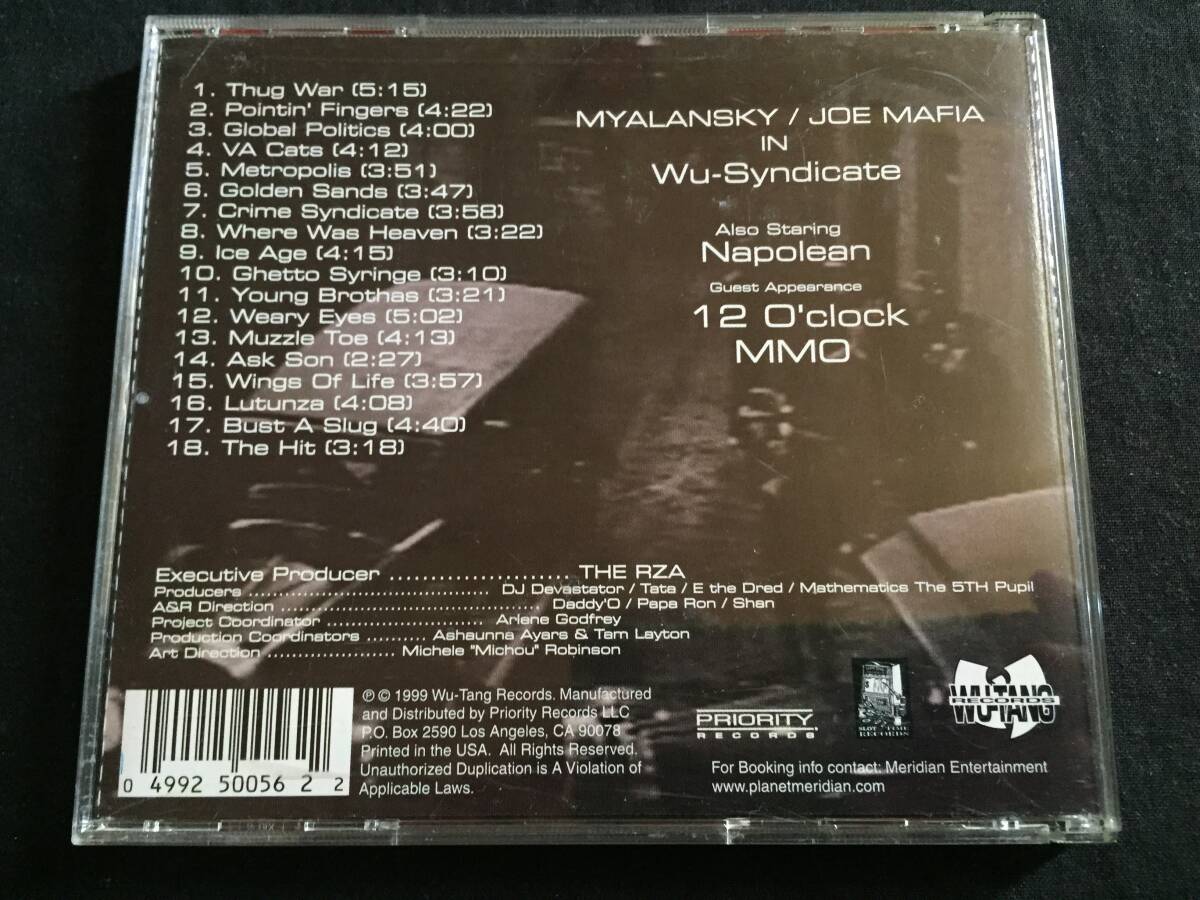 1. Thug War (5:15)
2. Pointin' Fingers (4:22)
3. Global Politics (4:00)
4. VA Cats (4:12)
5. Metropolis (3:51)
6. Golden Sands (3:47)
7. Crime Syndicate (3:58)
8. Where Was Heaven (3:22)
9. Ice Age (4:15)
10. Ghetto Syringe (3:10)
11. Young Brothas (3:21)
12. Weary Eyes (5:02)
13. Muzzle Toe (4:13)
14. Ask Son (2:27)
15. Wings Of Life (3:57)
16. Lutunza (4:08)
17. Bust A Slug (4:40)
18. The Hit (3:18)
MYALANSKY / JOE MAFIA
IN
Wu-Syndicate
Also Staring
Napolean
Guest Appearance
12 O'clock
MMO
Executive Producer ........................ THE RZA
Producers ........................................ DJ Devastator / Tata / E the Dred / Mathematics The 5TH Pupil
A&R Direction ........................................... Daddy'O / Papa Ron / Shan
Project Coordinator .......................... Arlene Godfrey
Production Coordinators .......... Ashaunna Ayars & Tam Layton
Art Direction ..................... Michele "Michou" Robinson
0 4992 50056 2 2
℗ © 1999 Wu-Tang Records. Manufactured
and Distributed by Priority Records LLC
P.O. Box 2590 Los Angeles, CA 90078
Printed in the USA. All Rights Reserved.
Unauthorized Duplication is A Violation of
Applicable Laws.
PRIORITY
RECORDS
SLOT TIME
RECORDS
WU-TANG
RECORDS
For Booking info contact: Meridian Entertainment
www.planetmeridian.com